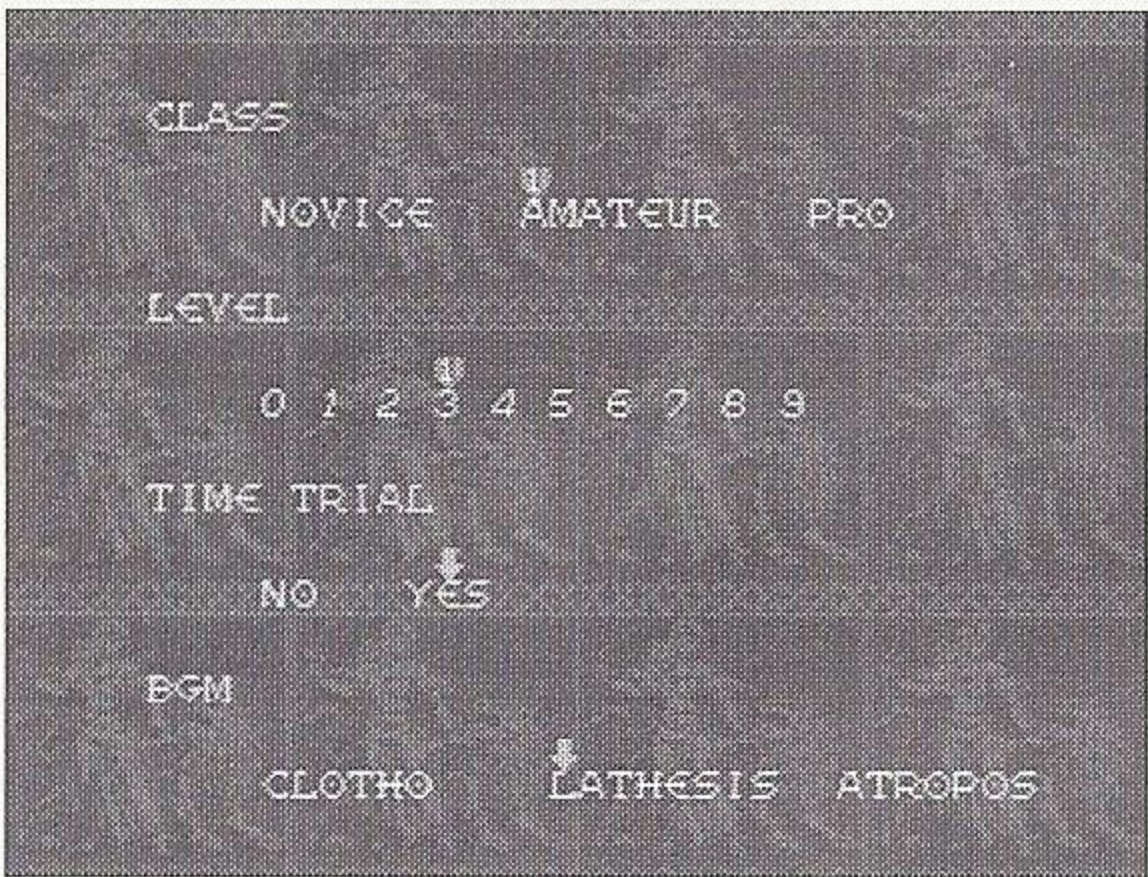 CLASS
NOVICE AMATEUR PRO
LEVEL
0 1 2 3 4 5 6 7 8 9
TIME TRIAL
NO YES
BGM
CLOTHO LATHESIS ATROPOS